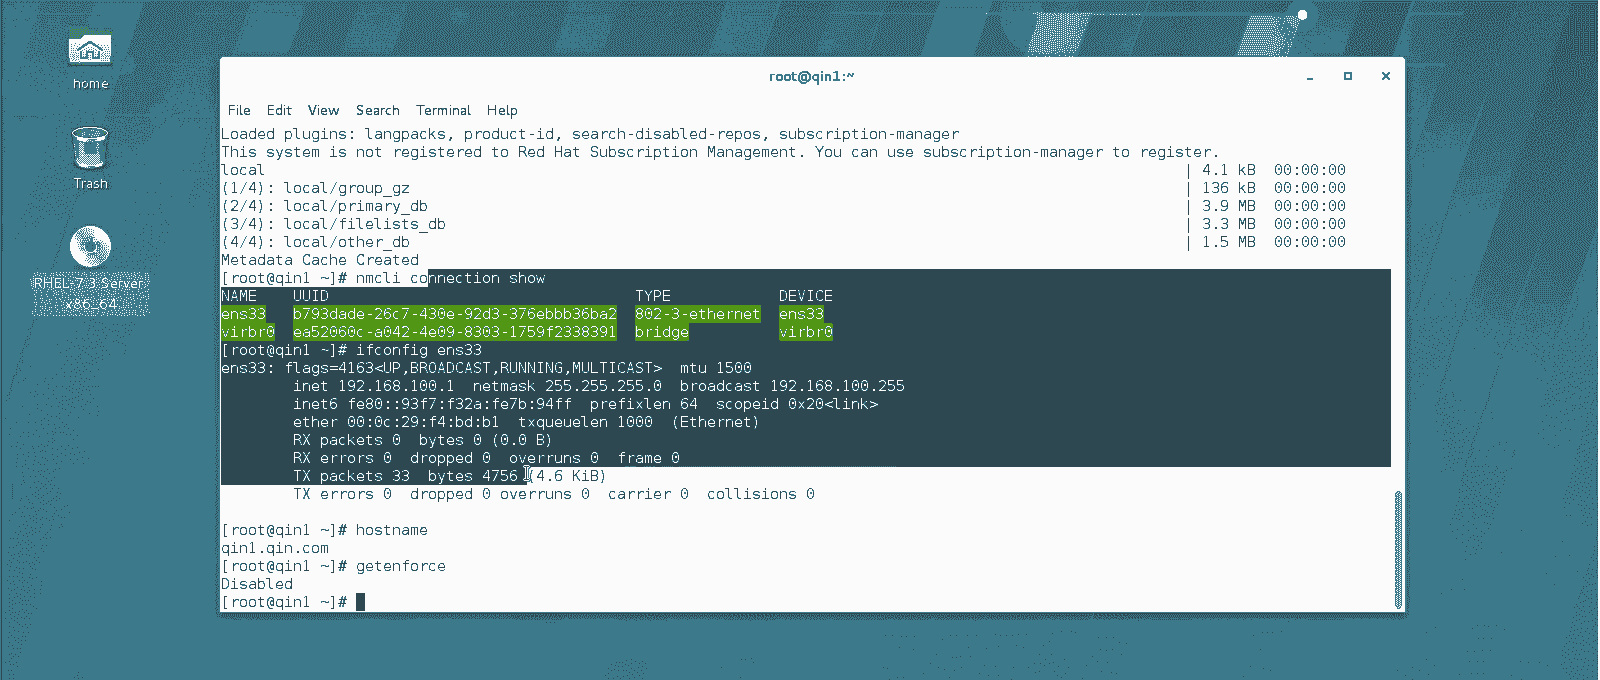 home
Trash
RHEL-7.3 Server.
x86_64
root@qin1:~
File Edit View Search Terminal Help
Loaded plugins: langpacks, product-id, search-disabled-repos, subscription-manager
This system is not registered to Red Hat Subscription Management. You can use subscription-manager to register.
local | 4.1 kB 00:00:00
(1/4): local/group_gz | 136 kB 00:00:00
(2/4): local/primary_db | 3.9 MB 00:00:00
(3/4): local/filelists_db | 3.3 MB 00:00:00
(4/4): local/other_db | 1.5 MB 00:00:00
Metadata Cache Created
[root@qin1 ~]# nmcli connection show
NAME UUID TYPE DEVICE
ens33 b793dade-26c7-430e-92d3-376ebbb36ba2 802-3-ethernet ens33
virbr0 ea52060c-a042-4e09-8303-1759f2338391 bridge virbr0
[root@qin1 ~]# ifconfig ens33
ens33: flags=4163<UP,BROADCAST,RUNNING,MULTICAST> mtu 1500
inet 192.168.100.1 netmask 255.255.255.0 broadcast 192.168.100.255
inet6 fe80::93f7:f32a:fe7b:94ff prefixlen 64 scopeid 0x20<link>
ether 00:0c:29:f4:bd:b1 txqueuelen 1000 (Ethernet)
RX packets 0 bytes 0 (0.0 B)
RX errors 0 dropped 0 overruns 0 frame 0
TX packets 33 bytes 4756 (4.6 KiB)
TX errors 0 dropped 0 overruns 0 carrier 0 collisions 0
[root@qin1 ~]# hostname
qin1.qin.com
[root@qin1 ~]# getenforce
Disabled
[root@qin1 ~]#